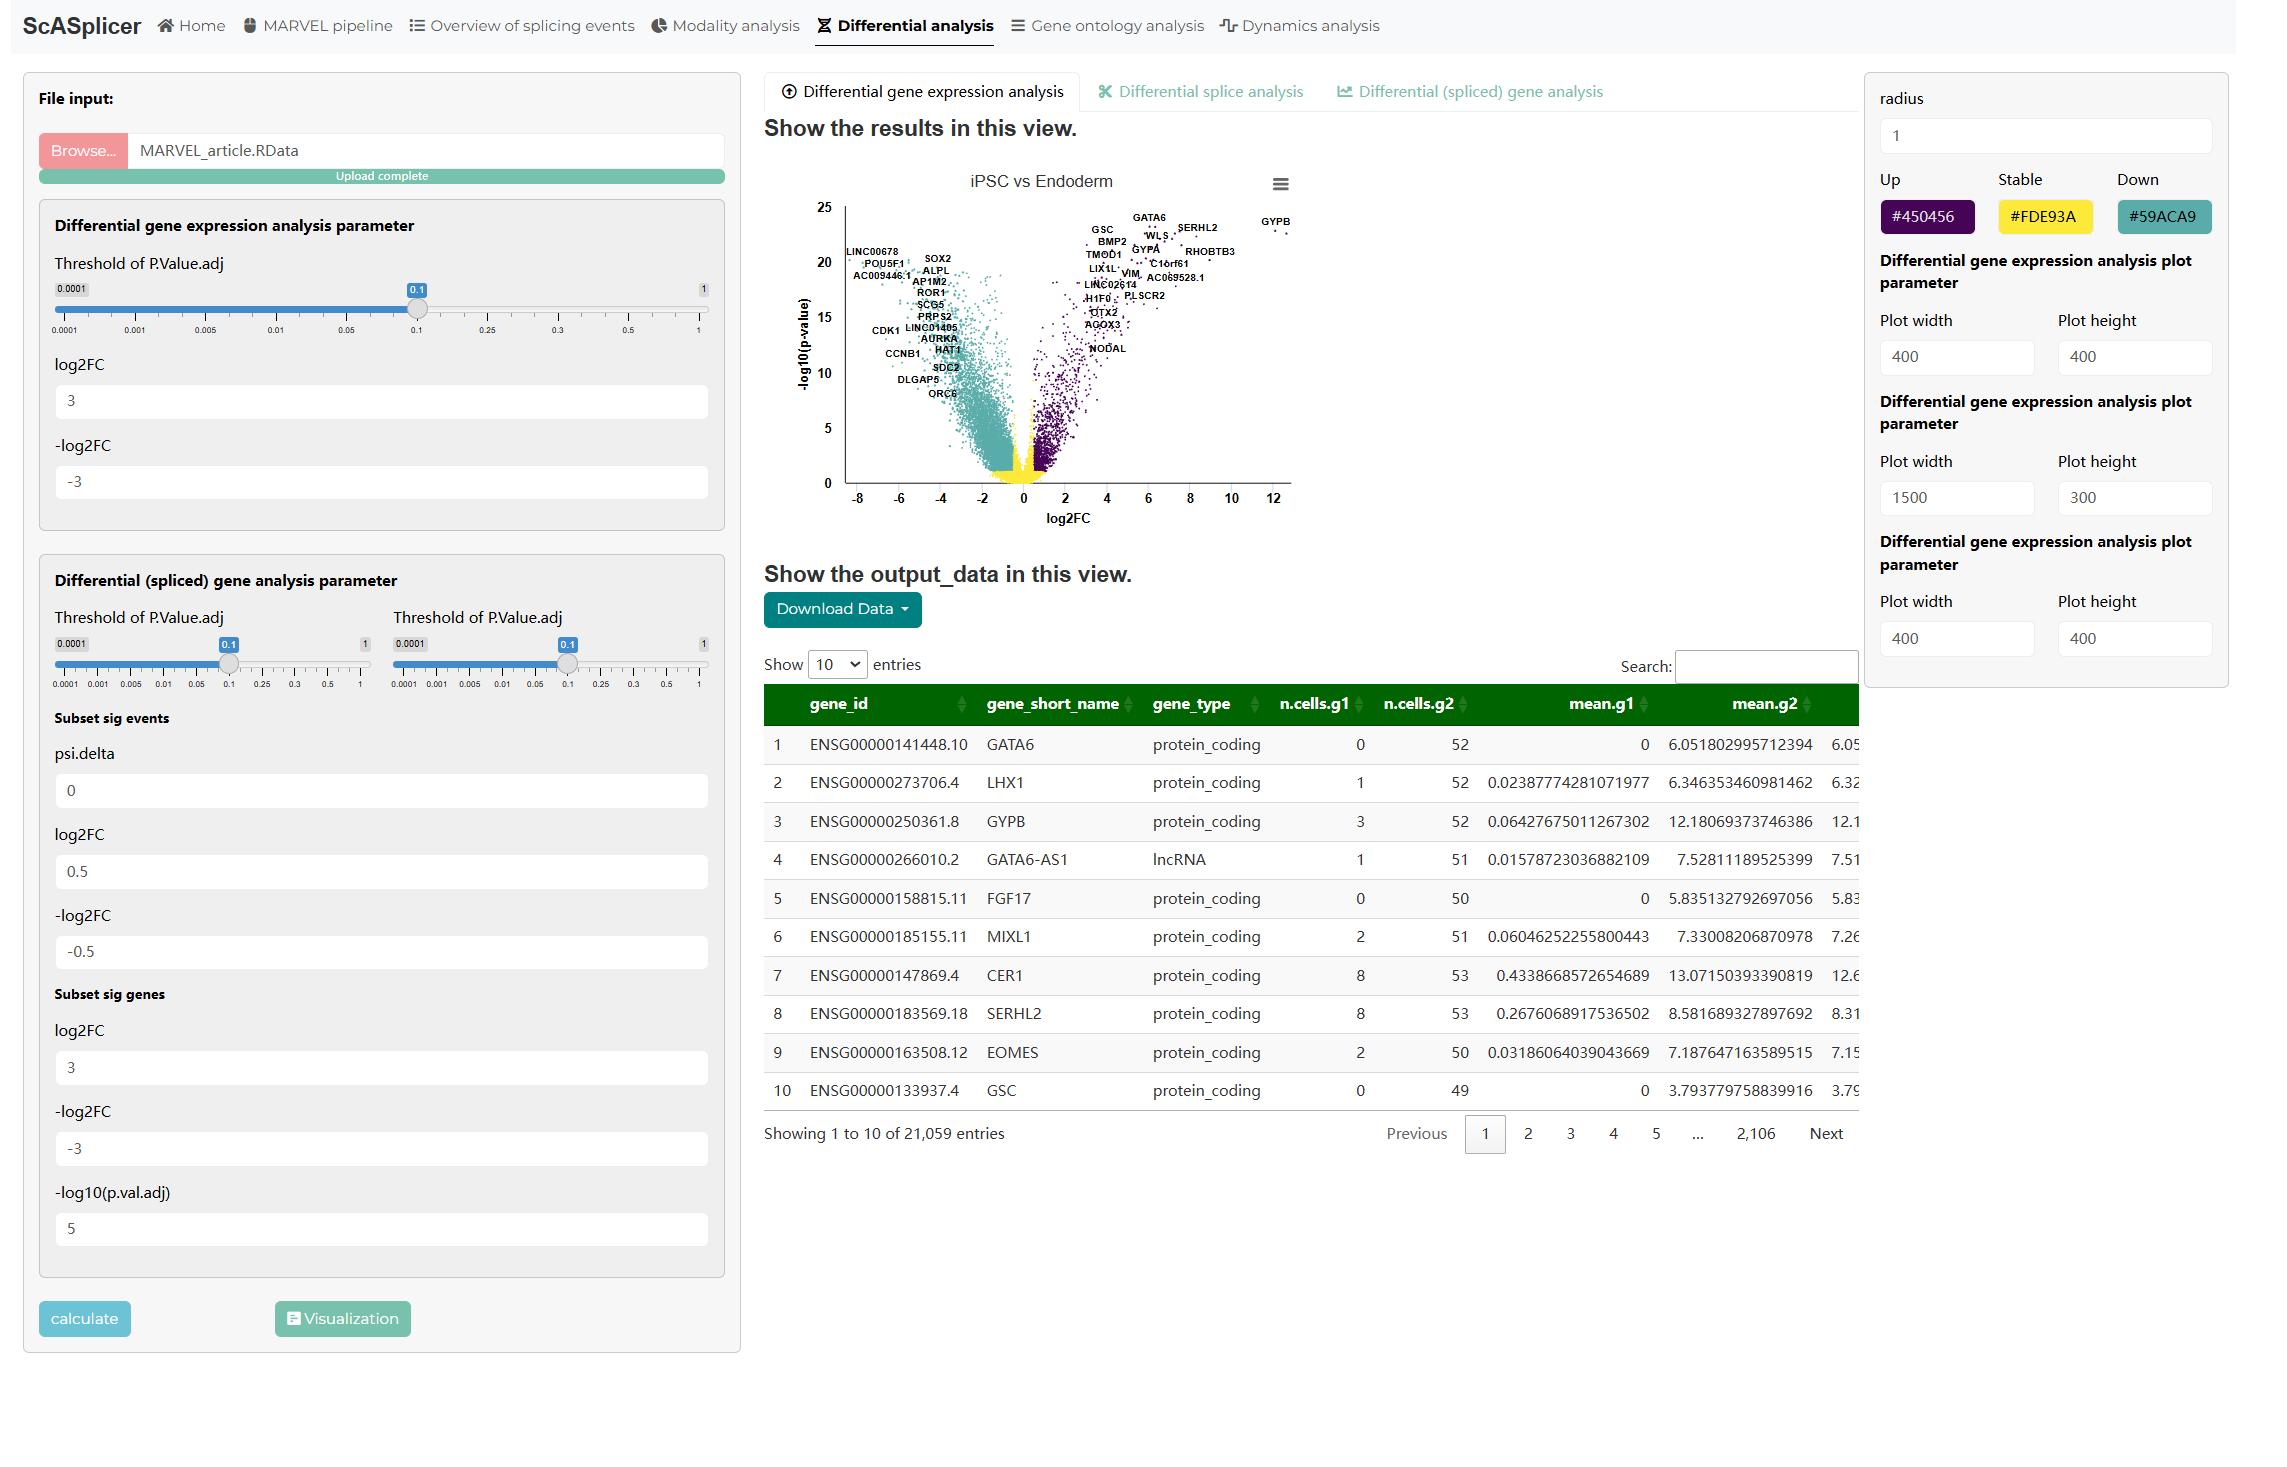 ScASplicer Home MARVEL pipeline Overview of splicing events Modality analysis Differential analysis Gene ontology analysis Dynamics analysis
File input:
Browse... MARVEL_article.RData
Upload complete
Differential gene expression analysis parameter
Threshold of P.Value.adj
0.0001 0.1 1
0.0001 0.001 0.005 0.01 0.05 0.1 0.25 0.3 0.5 1
log2FC
3
-log2FC
-3
Differential (spliced) gene analysis parameter
Threshold of P.Value.adj Threshold of P.Value.adj
0.0001 0.1 1 0.0001 0.1 1
0.0001 0.001 0.005 0.01 0.05 0.1 0.25 0.3 0.5 1 0.0001 0.001 0.005 0.01 0.05 0.1 0.25 0.3 0.5 1
Subset sig events
psi.delta
0
log2FC
0.5
-log2FC
-0.5
Subset sig genes
log2FC
3
-log2FC
-3
-log10(p.val.adj)
5
calculate Visualization
Differential gene expression analysis Differential splice analysis Differential (spliced) gene analysis
Show the results in this view.
iPSC vs Endoderm
25
20
15
10
5
0
-log10(p-value)
GATA6
GYPB
GSC
SERHL2
WLS
BMP2
GYPA
RHOBTB3
TMOD1
LINC00678
SOX2
POU5F1
C1orf61
LIX1L
ALPL
VIM
AC009446.1
AC069528.1
AP1M2
LINC02614
ROR1
PLSCR2
H1F0
SCG5
OTX2
PRPS2
ACOX3
LINC01405
CDK1
AURKA
HAT1
NODAL
CCNB1
SDC2
DLGAP5
ORC6
-8 -6 -4 -2 0 2 4 6 8 10 12
log2FC
Show the output_data in this view.
Download Data
Show 10 entries Search:
gene_id gene_short_name gene_type n.cells.g1 n.cells.g2 mean.g1 mean.g2
1 ENSG00000141448.10 GATA6 protein_coding 0 52 0 6.051802995712394 6.05
2 ENSG00000273706.4 LHX1 protein_coding 1 52 0.02387774281071977 6.346353460981462 6.32
3 ENSG00000250361.8 GYPB protein_coding 3 52 0.06427675011267302 12.18069373746386 12.1
4 ENSG00000266010.2 GATA6-AS1 lncRNA 1 51 0.01578723036882109 7.52811189525399 7.51
5 ENSG00000158815.11 FGF17 protein_coding 0 50 0 5.835132792697056 5.83
6 ENSG00000185155.11 MIXL1 protein_coding 2 51 0.06046252255800443 7.33008206870978 7.26
7 ENSG00000147869.4 CER1 protein_coding 8 53 0.4338668572654689 13.07150393390819 12.6
8 ENSG00000183569.18 SERHL2 protein_coding 8 53 0.2676068917536502 8.581689327897692 8.31
9 ENSG00000163508.12 EOMES protein_coding 2 50 0.03186064039043669 7.187647163589515 7.15
10 ENSG00000133937.4 GSC protein_coding 0 49 0 3.793779758839916 3.79
Showing 1 to 10 of 21,059 entries Previous 1 2 3 4 5 ... 2,106 Next
radius
1
Up Stable Down
#450456 #FDE93A #59ACA9
Differential gene expression analysis plot
parameter
Plot width Plot height
400 400
Differential gene expression analysis plot
parameter
Plot width Plot height
1500 300
Differential gene expression analysis plot
parameter
Plot width Plot height
400 400